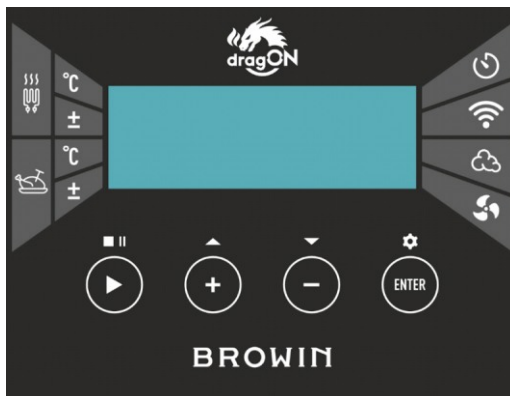 dragON
°C
±
°C
±
+
−
ENTER
BROWIN